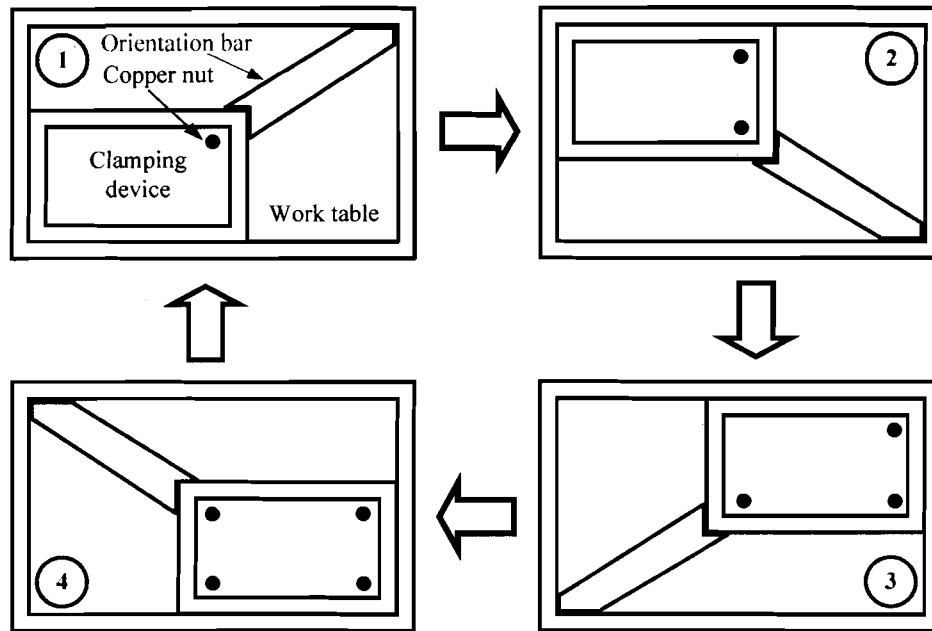 1
Orientation bar
Copper nut
Clamping
device
Work table
2
4
3